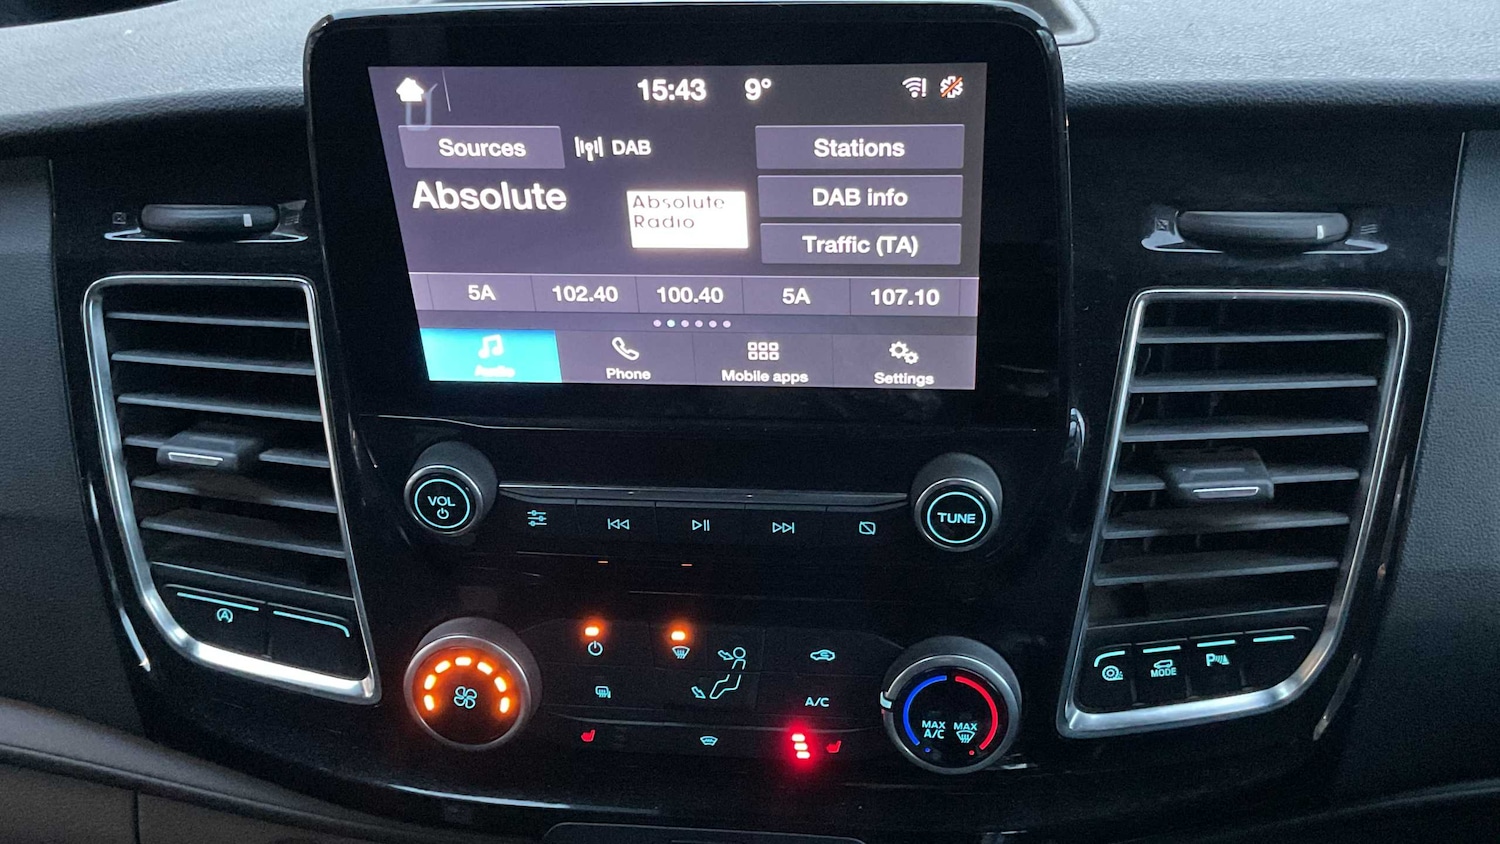 15:43 9°
Sources DAB Stations
Absolute
Absolute
Radio
DAB info
Traffic (TA)
5A 102.40 100.40 5A 107.10
Audio Phone Mobile apps Settings
VOL
TUNE
A
A/C
MAX
A/C
MAX
MODE
P